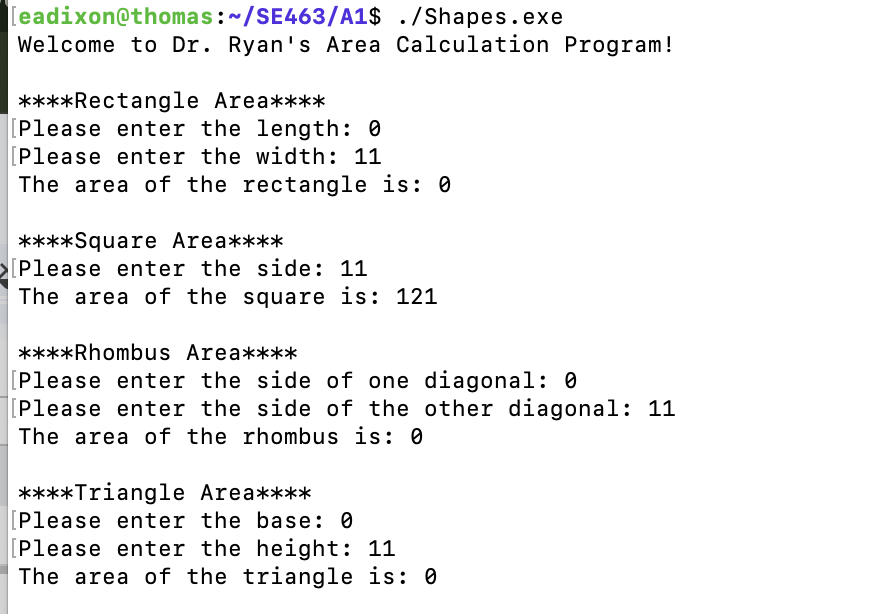 [eadixon@thomas:~/SE463/A1$ ./Shapes.exe
Welcome to Dr. Ryan's Area Calculation Program!
****Rectangle Area****
[Please enter the length: 0
[Please enter the width: 11
The area of the rectangle is: 0
****Square Area****
[Please enter the side: 11
The area of the square is: 121
****Rhombus Area****
[Please enter the side of one diagonal: 0
[Please enter the side of the other diagonal: 11
The area of the rhombus is: 0
****Triangle Area****
[Please enter the base: 0
[Please enter the height: 11
The area of the triangle is: 0